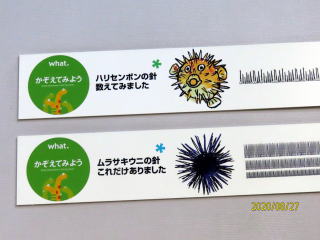 what.
かぞえてみよう
ハリセンボンの針
数えてみました
what.
かぞえてみよう
ムラサキウニの針
これだけありました
2020/08/27